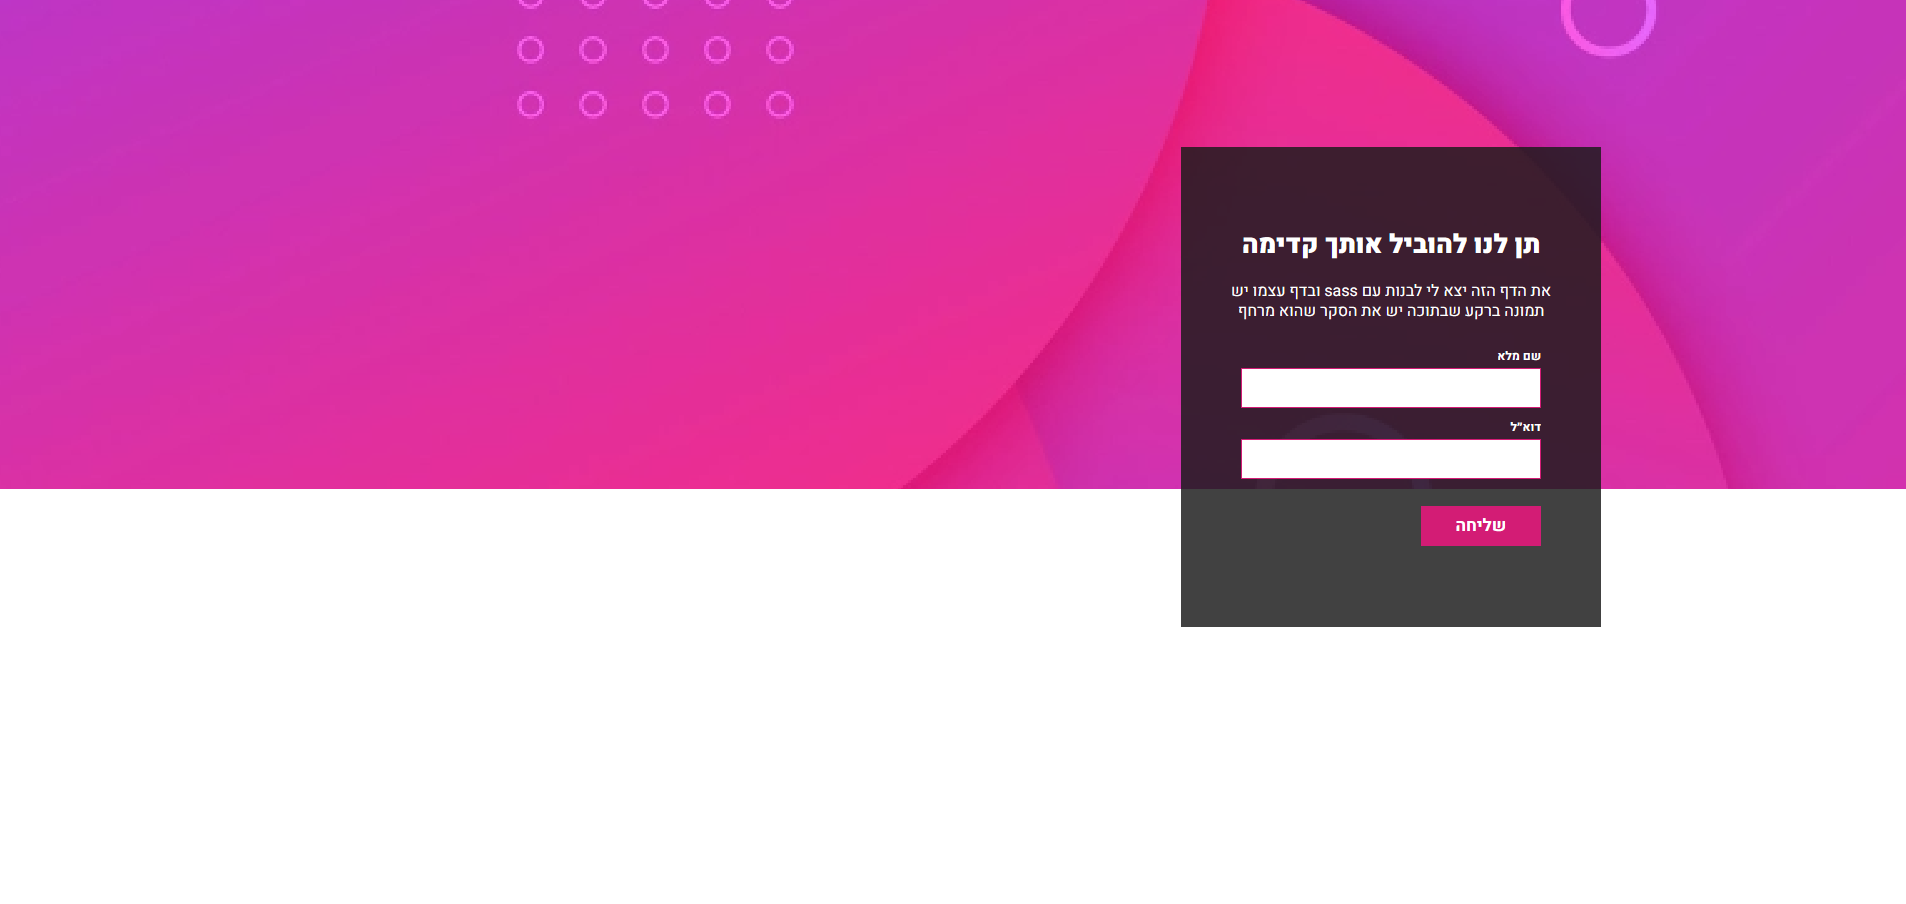 תן לנו להוביל אותך קדימה
את הדף הזה יצא לי לבנות עם sass ובדף עצמו יש
תמונה ברקע שבתוכה יש את הסקר שהוא מרחף
שם מלא
דוא״ל
שליחה